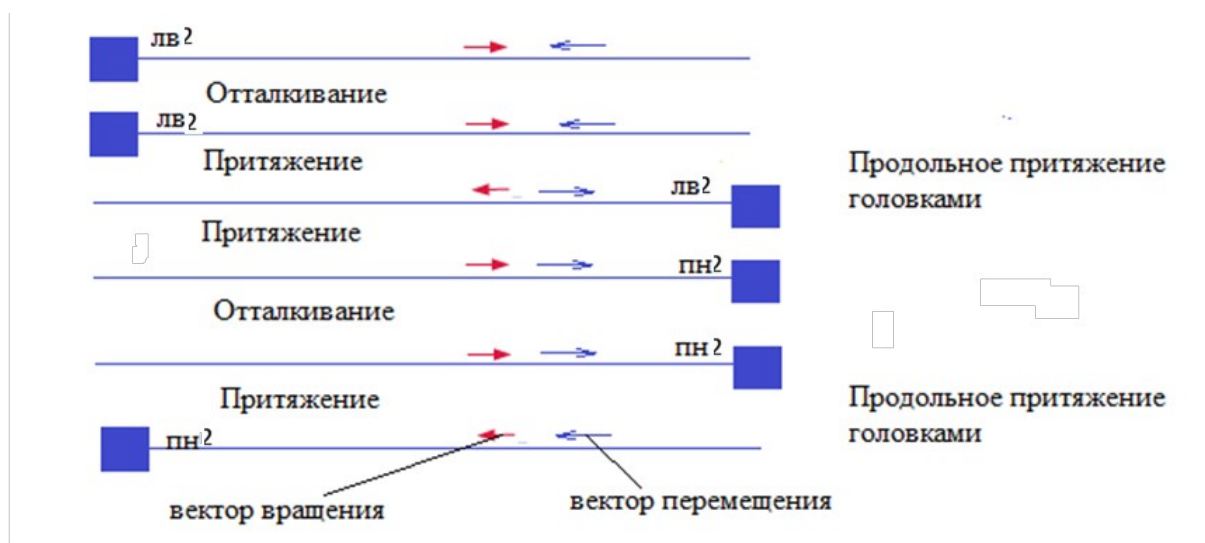 лв2
Отталкивание
лв2
Притяжение
Продольное притяжение
головками
лв2
Притяжение
пн2
Отталкивание
пн2
Притяжение
Продольное притяжение
головками
пн2
вектор вращения
вектор перемещения